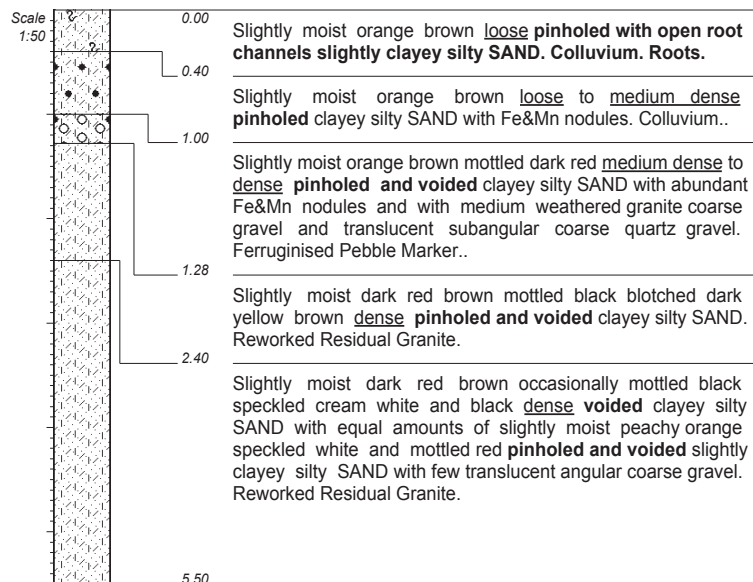 Scale
1:50
0.00
Slightly moist orange brown loose pinholed with open root
channels slightly clayey silty SAND. Colluvium. Roots.
0.40
Slightly moist orange brown loose to medium dense
pinholed clayey silty SAND with Fe&Mn nodules. Colluvium..
1.00
Slightly moist orange brown mottled dark red medium dense to
dense pinholed and voided clayey silty SAND with abundant
Fe&Mn nodules and with medium weathered granite coarse
gravel and translucent subangular coarse quartz gravel.
Ferruginised Pebble Marker..
1.28
Slightly moist dark red brown mottled black blotched dark
yellow brown dense pinholed and voided clayey silty SAND.
Reworked Residual Granite.
2.40
Slightly moist dark red brown occasionally mottled black
speckled cream white and black dense voided clayey silty
SAND with equal amounts of slightly moist peachy orange
speckled white and mottled red pinholed and voided slightly
clayey silty SAND with few translucent angular coarse gravel.
Reworked Residual Granite.
5.50